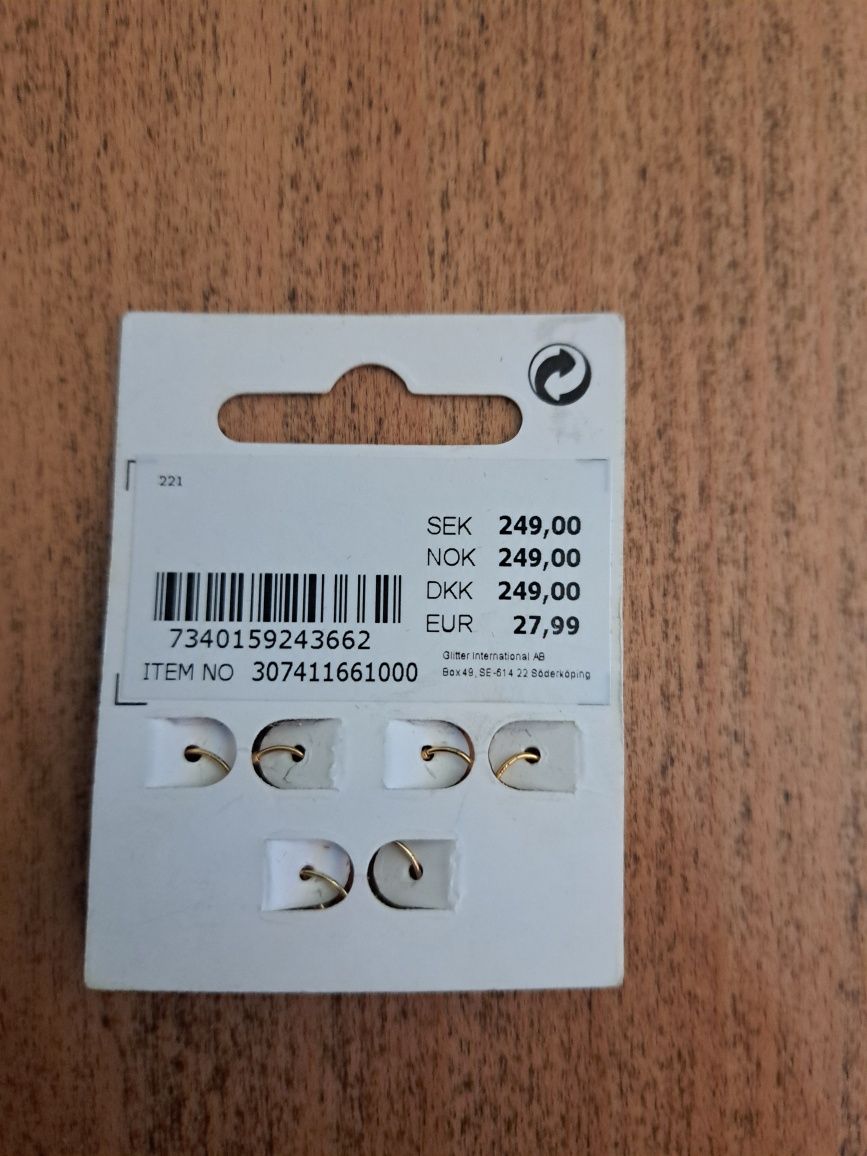 221
SEK 249,00
NOK 249,00
DKK 249,00
EUR 27,99
7340159243662
Glitter International AB
Box 49, SE-614 22 Söderköping
ITEM NO 307411661000